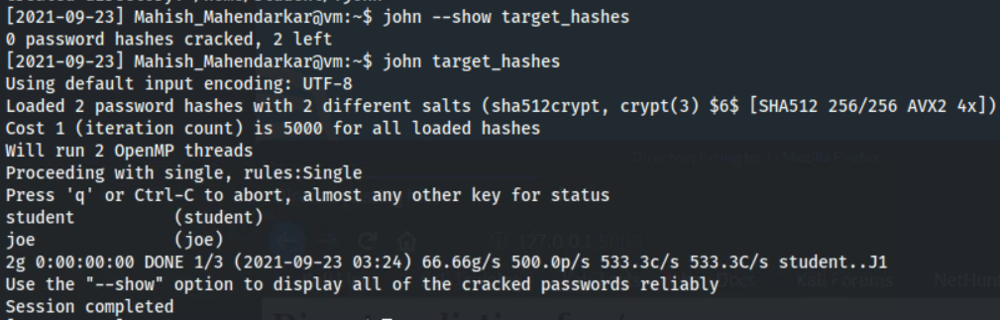 [2021-09-23] Mahish_Mahendarkar@vm:~$ john --show target_hashes
0 password hashes cracked, 2 left
[2021-09-23] Mahish_Mahendarkar@vm:~$ john target_hashes
Using default input encoding: UTF-8
Loaded 2 password hashes with 2 different salts (sha512crypt, crypt(3) $6$ [SHA512 256/256 AVX2 4x])
Cost 1 (iteration count) is 5000 for all loaded hashes
Will run 2 OpenMP threads
Proceeding with single, rules:Single
Press 'q' or Ctrl-C to abort, almost any other key for status
student          (student)
joe              (joe)
2g 0:00:00:00 DONE 1/3 (2021-09-23 03:24) 66.66g/s 500.0p/s 533.3c/s 533.3C/s student..J1
Use the "--show" option to display all of the cracked passwords reliably
Session completed